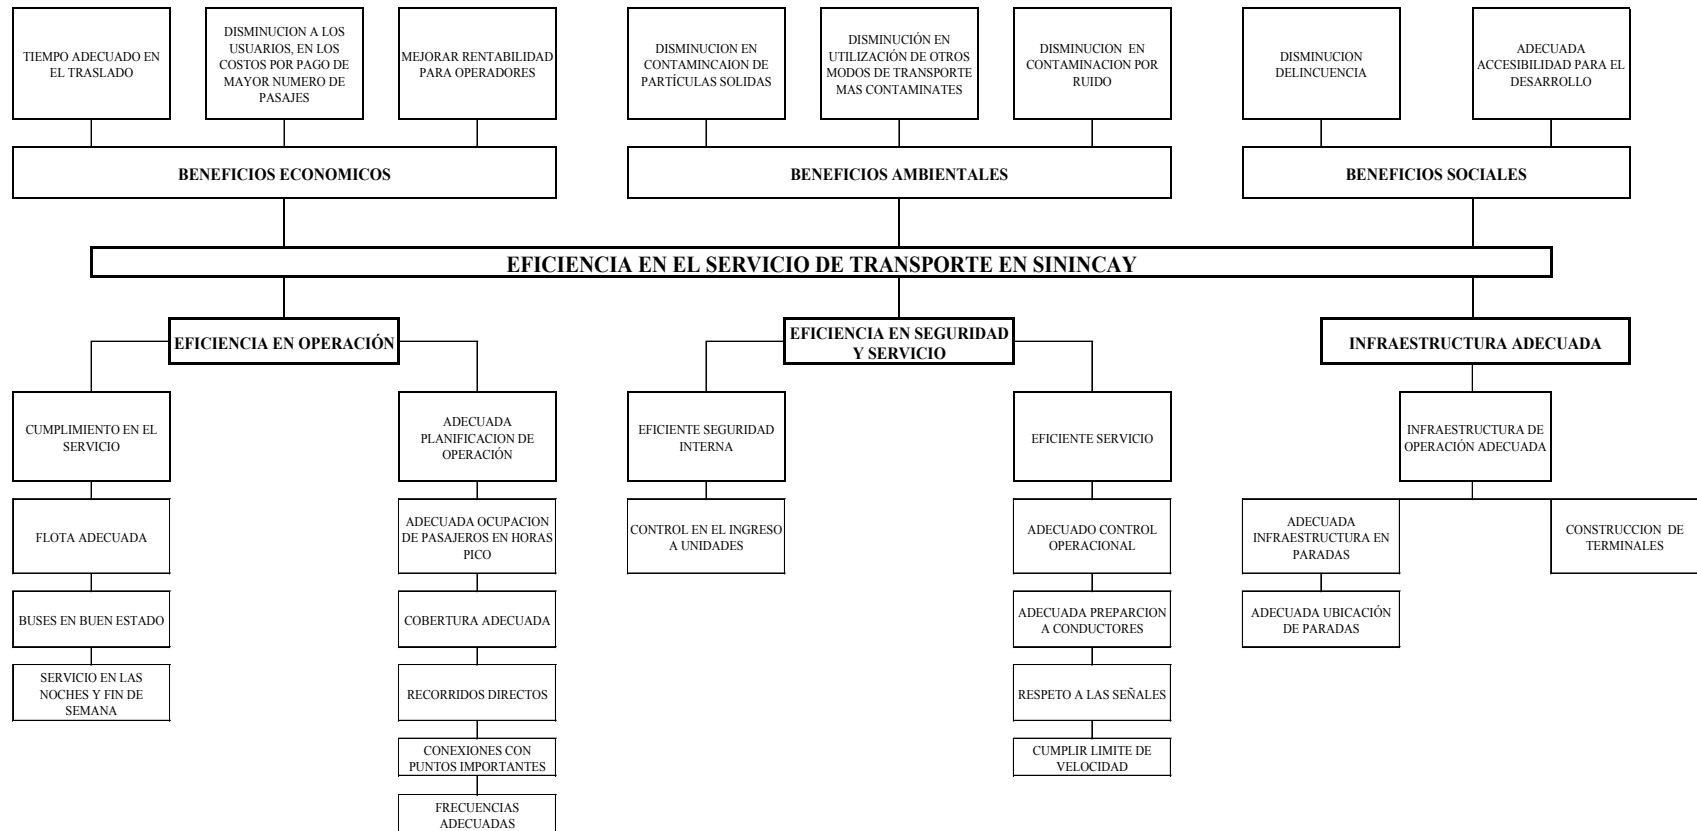 TIEMPO ADECUADO EN
EL TRASLADO
DISMINUCION A LOS
USUARIOS, EN LOS
COSTOS POR PAGO DE
MAYOR NUMERO DE
PASAJES
MEJORAR RENTABILIDAD
PARA OPERADORES
DISMINUCION EN
CONTAMINCAION DE
PARTÍCULAS SOLIDAS
DISMINUCIÓN EN
UTILIZACIÓN DE OTROS
MODOS DE TRANSPORTE
MAS CONTAMINATES
DISMINUCION EN
CONTAMINACION POR
RUIDO
DISMINUCION
DELINCUENCIA
ADECUADA
ACCESIBILIDAD PARA EL
DESARROLLO
BENEFICIOS ECONOMICOS
BENEFICIOS AMBIENTALES
BENEFICIOS SOCIALES
EFICIENCIA EN EL SERVICIO DE TRANSPORTE EN SININCAY
EFICIENCIA EN OPERACIÓN
EFICIENCIA EN SEGURIDAD
Y SERVICIO
INFRAESTRUCTURA ADECUADA
CUMPLIMIENTO EN EL
SERVICIO
ADECUADA
PLANIFICACION DE
OPERACIÓN
EFICIENTE SEGURIDAD
INTERNA
EFICIENTE SERVICIO
INFRAESTRUCTURA DE
OPERACIÓN ADECUADA
FLOTA ADECUADA
ADECUADA OCUPACION
DE PASAJEROS EN HORAS
PICO
CONTROL EN EL INGRESO
A UNIDADES
ADECUADO CONTROL
OPERACIONAL
ADECUADA
INFRAESTRUCTURA EN
PARADAS
CONSTRUCCION DE
TERMINALES
BUSES EN BUEN ESTADO
COBERTURA ADECUADA
ADECUADA PREPARCION
A CONDUCTORES
ADECUADA UBICACIÓN
DE PARADAS
SERVICIO EN LAS
NOCHES Y FIN DE
SEMANA
RECORRIDOS DIRECTOS
RESPETO A LAS SEÑALES
CONEXIONES CON
PUNTOS IMPORTANTES
CUMPLIR LIMITE DE
VELOCIDAD
FRECUENCIAS
ADECUADAS